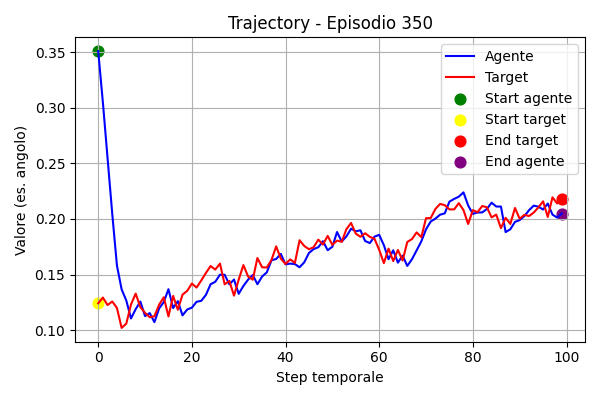 Trajectory - Episodio 350
Valore (es. angolo)
0.35
0.30
0.25
0.20
0.15
0.10
0
20
40
60
80
100
Step temporale
Agente
Target
Start agente
Start target
End target
End agente